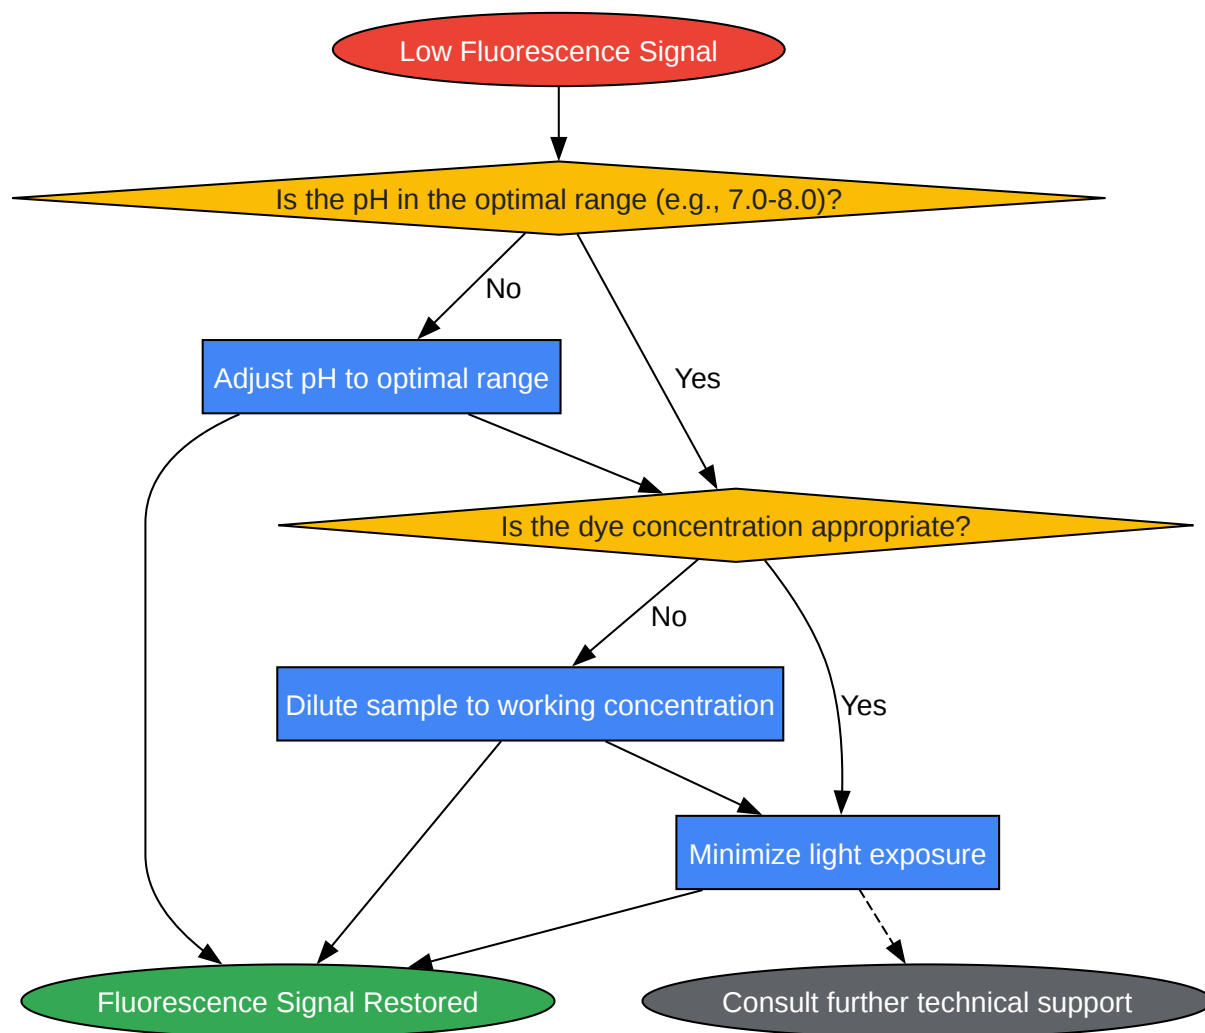 Low Fluorescence Signal
Is the pH in the optimal range (e.g., 7.0-8.0)?
No
Adjust pH to optimal range
Yes
Is the dye concentration appropriate?
No
Dilute sample to working concentration
Yes
Minimize light exposure
Fluorescence Signal Restored
Consult further technical support